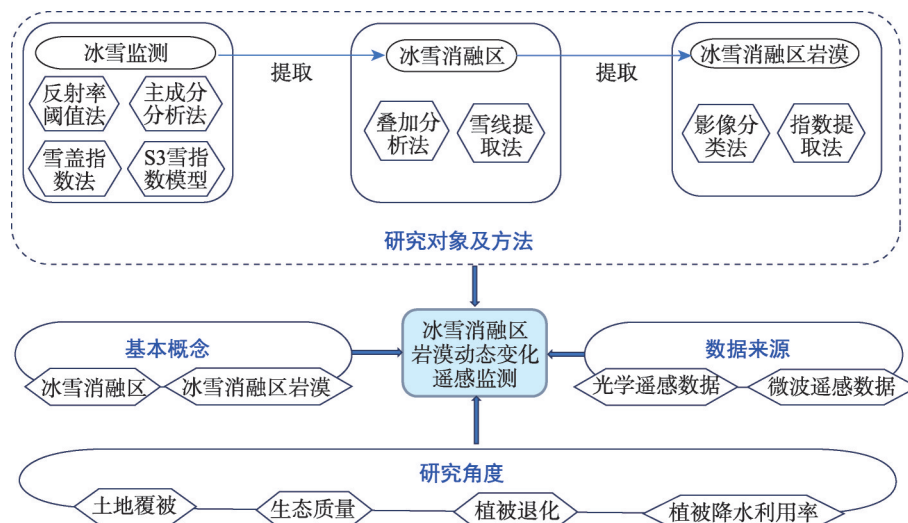 冰雪监测
提取
冰雪消融区
提取
冰雪消融区岩漠
反射率
阈值法
主成分
分析法
雪盖指
数法
S3雪指
数模型
叠加分
析法
雪线提
取法
影像分
类法
指数提
取法
研究对象及方法
基本概念
冰雪消融区
冰雪消融区岩漠
冰雪消融区
岩漠动态变化
遥感监测
数据来源
光学遥感数据
微波遥感数据
研究角度
土地覆被
生态质量
植被退化
植被降水利用率